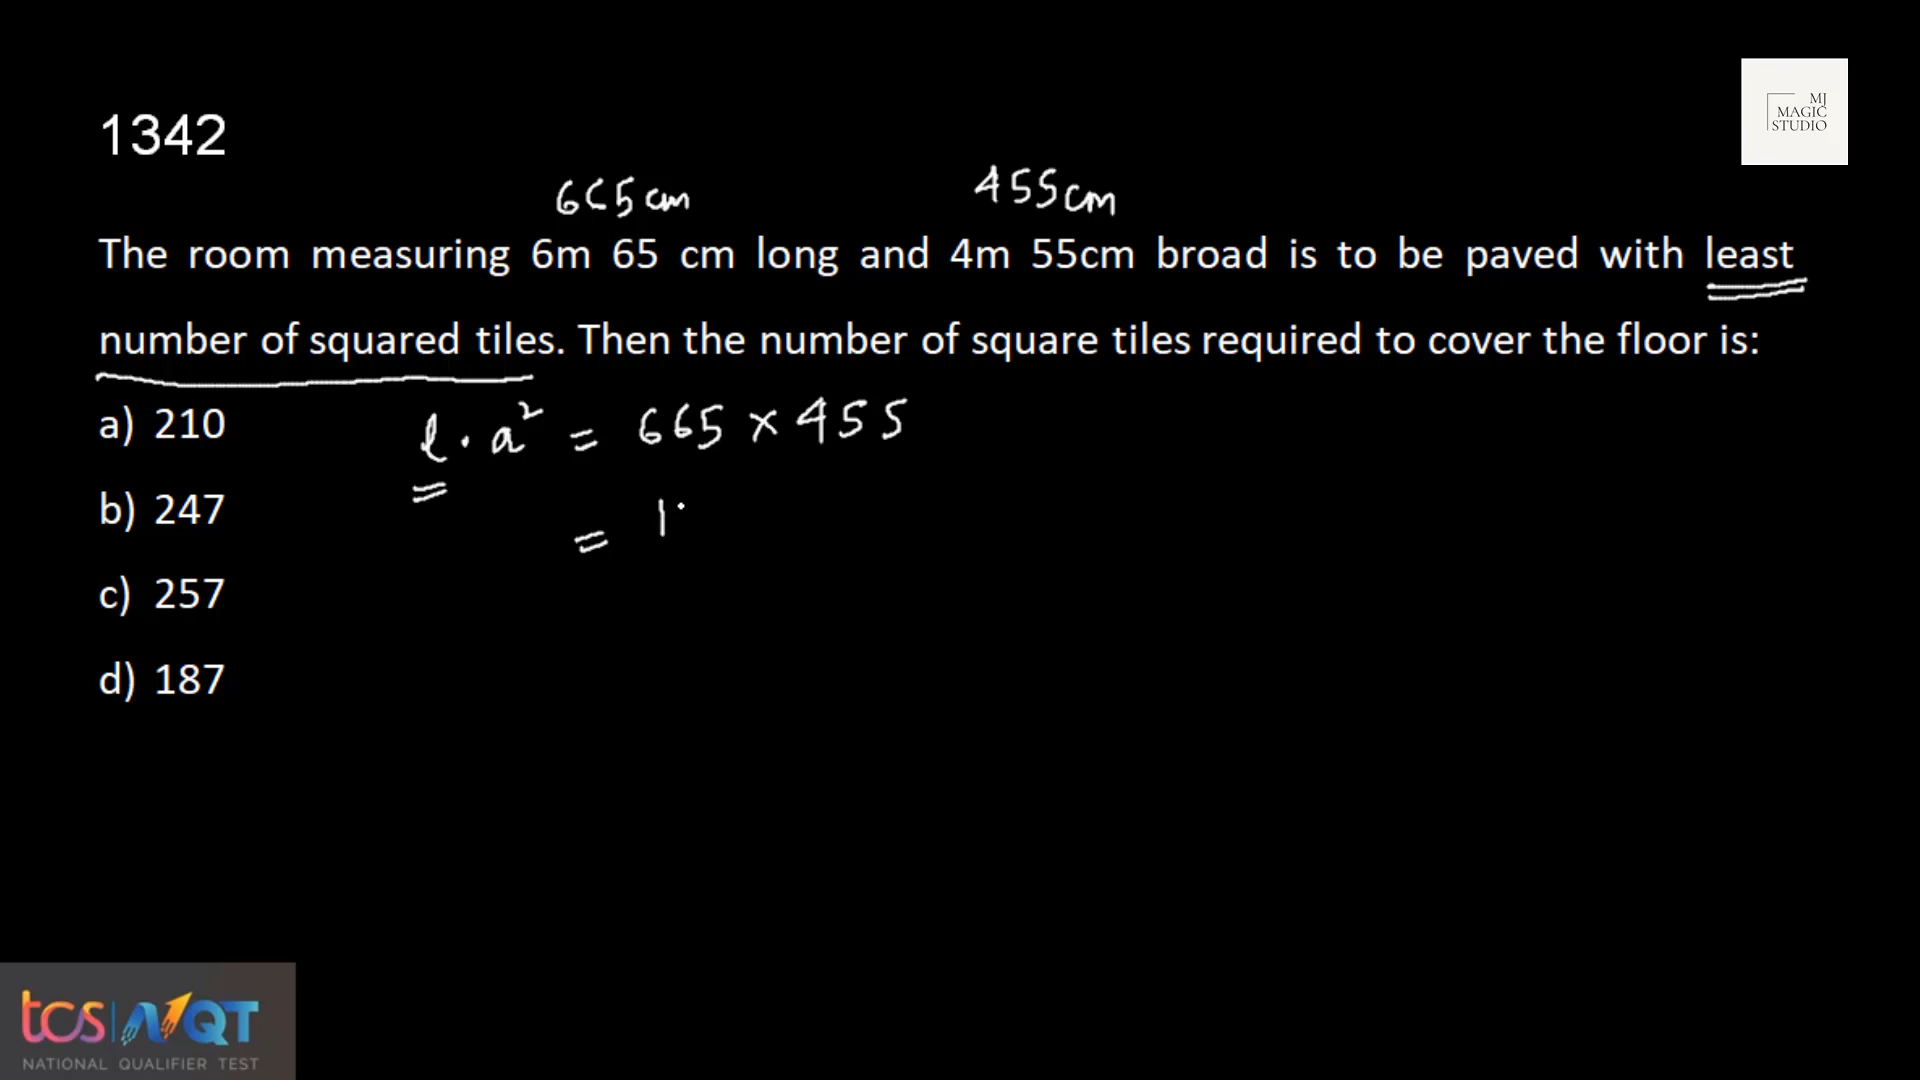 MJ
MAGIC
STUDIO
1342
665cm 455cm
The room measuring 6m 65 cm long and 4m 55cm broad is to be paved with least
number of squared tiles. Then the number of square tiles required to cover the floor is:
a) 210
l . a² = 665 × 455
b) 247
= 1
c) 257
d) 187
tcs | NQT
NATIONAL QUALIFIER TEST